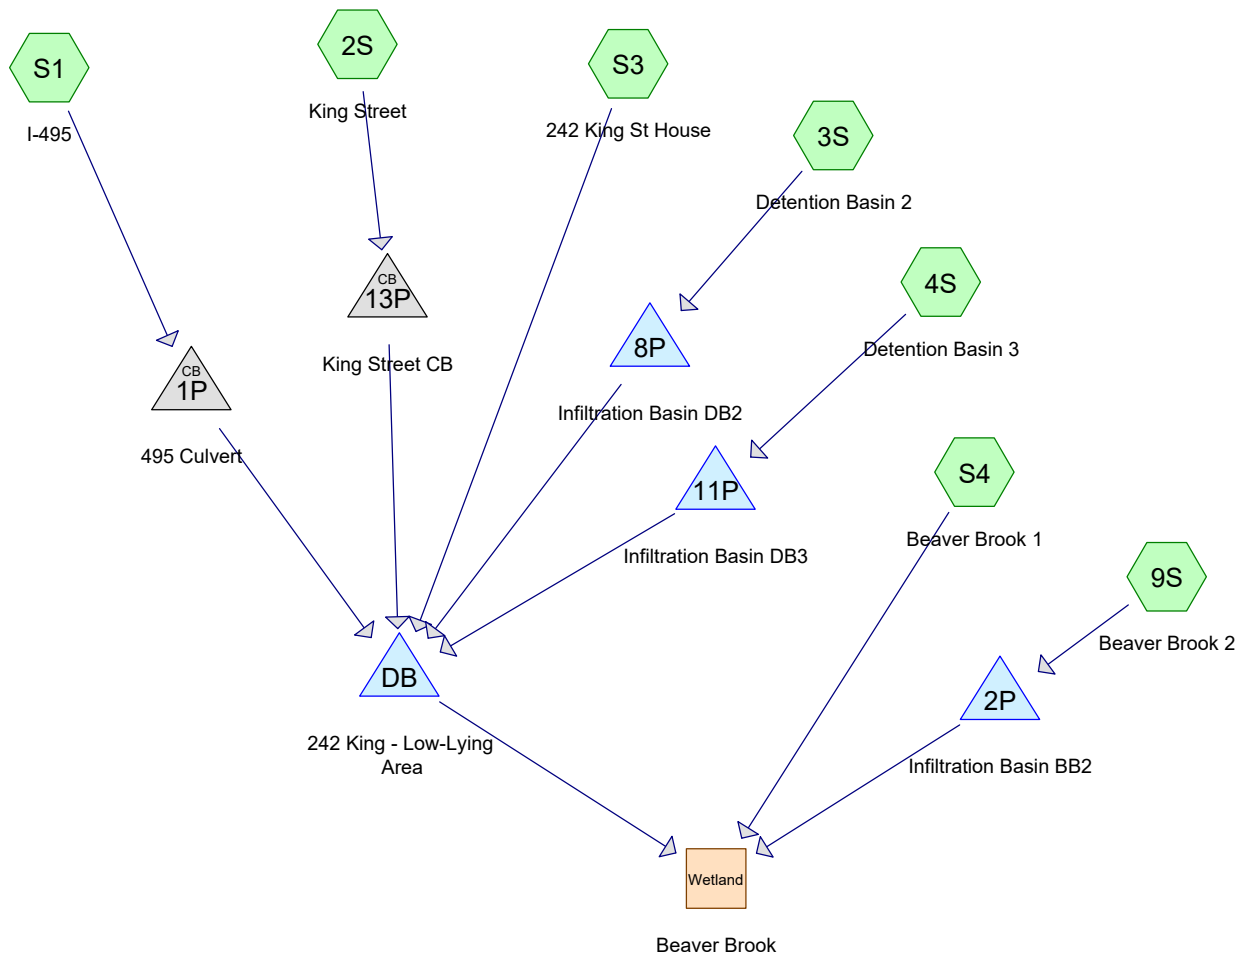 2S
S3
S1
King Street
242 King St House
I-495
3S
Detention Basin 2
CB
13P
4S
8P
Detention Basin 3
King Street CB
CB
1P
Infiltration Basin DB2
495 Culvert
S4
11P
Beaver Brook 1
Infiltration Basin DB3
9S
Beaver Brook 2
DB
2P
242 King - Low-Lying
Area
Infiltration Basin BB2
Wetland
Beaver Brook